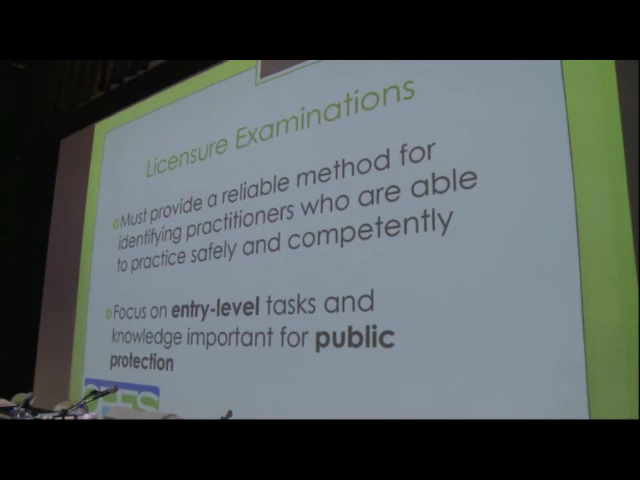 Licensure Examinations
Must provide a reliable method for
identifying practitioners who are able
to practice safely and competently
Focus on entry-level tasks and
knowledge important for public
protection